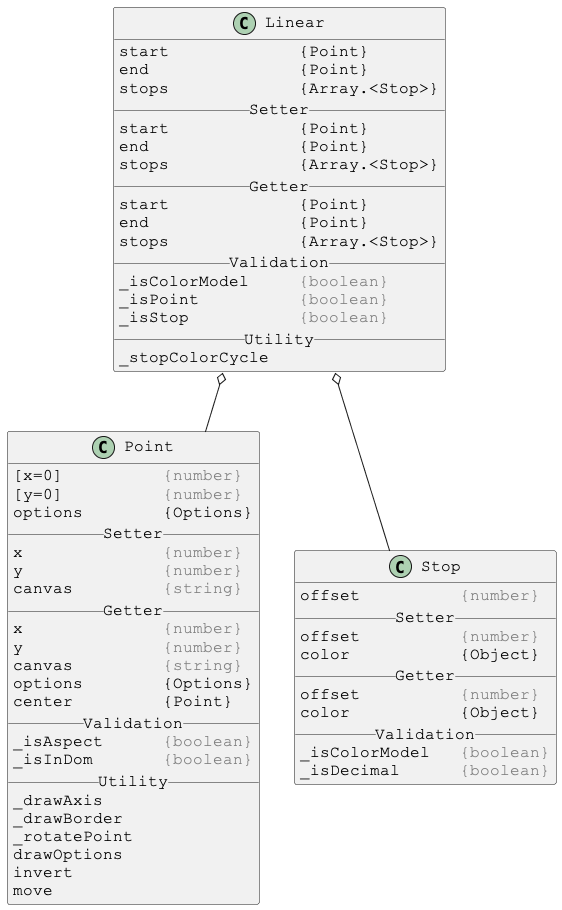 C Linear
start {Point}
end {Point}
stops {Array.<Stop>}
Setter
start {Point}
end {Point}
stops {Array.<Stop>}
Getter
start {Point}
end {Point}
stops {Array.<Stop>}
Validation
_isColorModel {boolean}
_isPoint {boolean}
_isStop {boolean}
Utility
_stopColorCycle
C Point
[x=0] {number}
[y=0] {number}
options {Options}
Setter
x {number}
y {number}
canvas {string}
Getter
x {number}
y {number}
canvas {string}
options {Options}
center {Point}
Validation
_isAspect {boolean}
_isInDom {boolean}
Utility
_drawAxis
_drawBorder
_rotatePoint
drawOptions
invert
move
C Stop
offset {number}
Setter
offset {number}
color {Object}
Getter
offset {number}
color {Object}
Validation
_isColorModel {boolean}
_isDecimal {boolean}